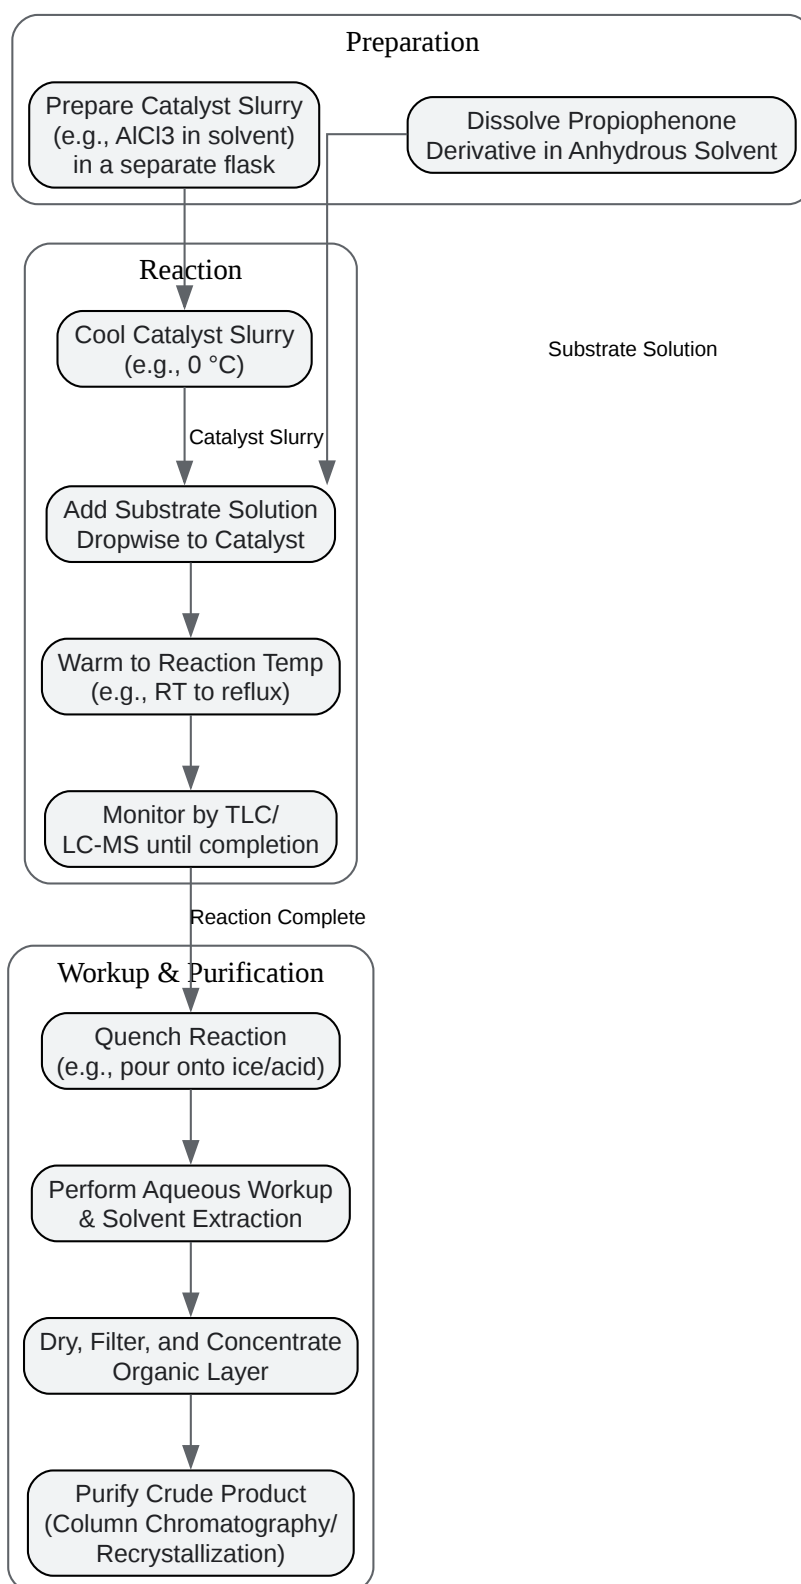 Preparation
Prepare Catalyst Slurry
(e.g., AlCl3 in solvent)
in a separate flask
Dissolve Propiophenone
Derivative in Anhydrous Solvent
Reaction
Cool Catalyst Slurry
(e.g., 0 °C)
Substrate Solution
Catalyst Slurry
Add Substrate Solution
Dropwise to Catalyst
Warm to Reaction Temp
(e.g., RT to reflux)
Monitor by TLC/
LC-MS until completion
Reaction Complete
Workup & Purification
Quench Reaction
(e.g., pour onto ice/acid)
Perform Aqueous Workup
& Solvent Extraction
Dry, Filter, and Concentrate
Organic Layer
Purify Crude Product
(Column Chromatography/
Recrystallization)